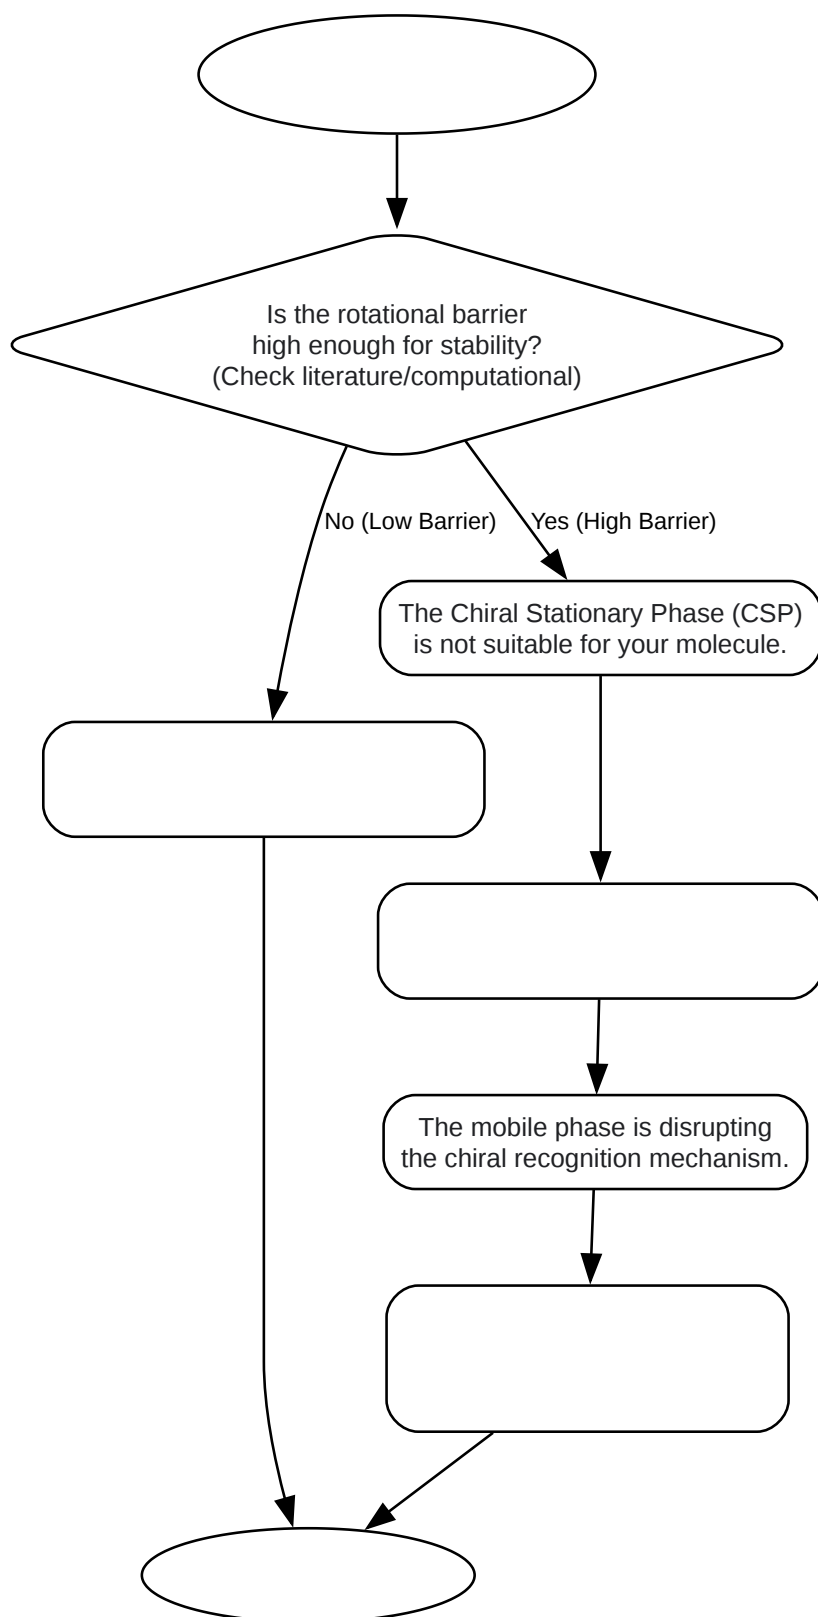 Is the rotational barrier
high enough for stability?
(Check literature/computational)
No (Low Barrier)
Yes (High Barrier)
The Chiral Stationary Phase (CSP)
is not suitable for your molecule.
The mobile phase is disrupting
the chiral recognition mechanism.